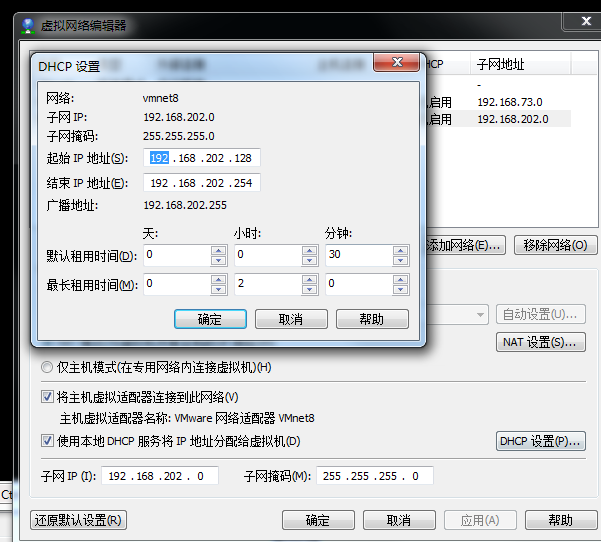 虚拟网络编辑器
DHCP 设置
网络: vmnet8
子网 IP: 192.168.202.0
子网掩码: 255.255.255.0
起始 IP 地址(S): 192 .168 .202 .128
结束 IP 地址(E): 192 .168 .202 .254
广播地址: 192.168.202.255
天: 小时: 分钟:
默认租用时间(D): 0 0 30
最长租用时间(M): 0 2 0
确定 取消 帮助
HCP 子网地址
-
启用 192.168.73.0
启用 192.168.202.0
添加网络(E)... 移除网络(O)
自动设置(U)...
NAT 设置(S)...
仅主机模式(在专用网络内连接虚拟机)(H)
将主机虚拟适配器连接到此网络(V)
主机虚拟适配器名称: VMware 网络适配器 VMnet8
使用本地 DHCP 服务将 IP 地址分配给虚拟机(D) DHCP 设置(P)...
子网 IP (I): 192 .168 .202 . 0 子网掩码(M): 255 .255 .255 . 0
Ct
还原默认设置(R) 确定 取消 应用(A) 帮助